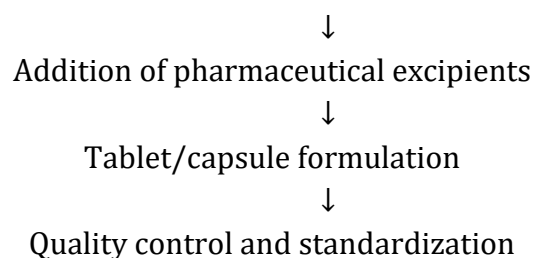 ↓
Addition of pharmaceutical excipients
↓
Tablet/capsule formulation
↓
Quality control and standardization